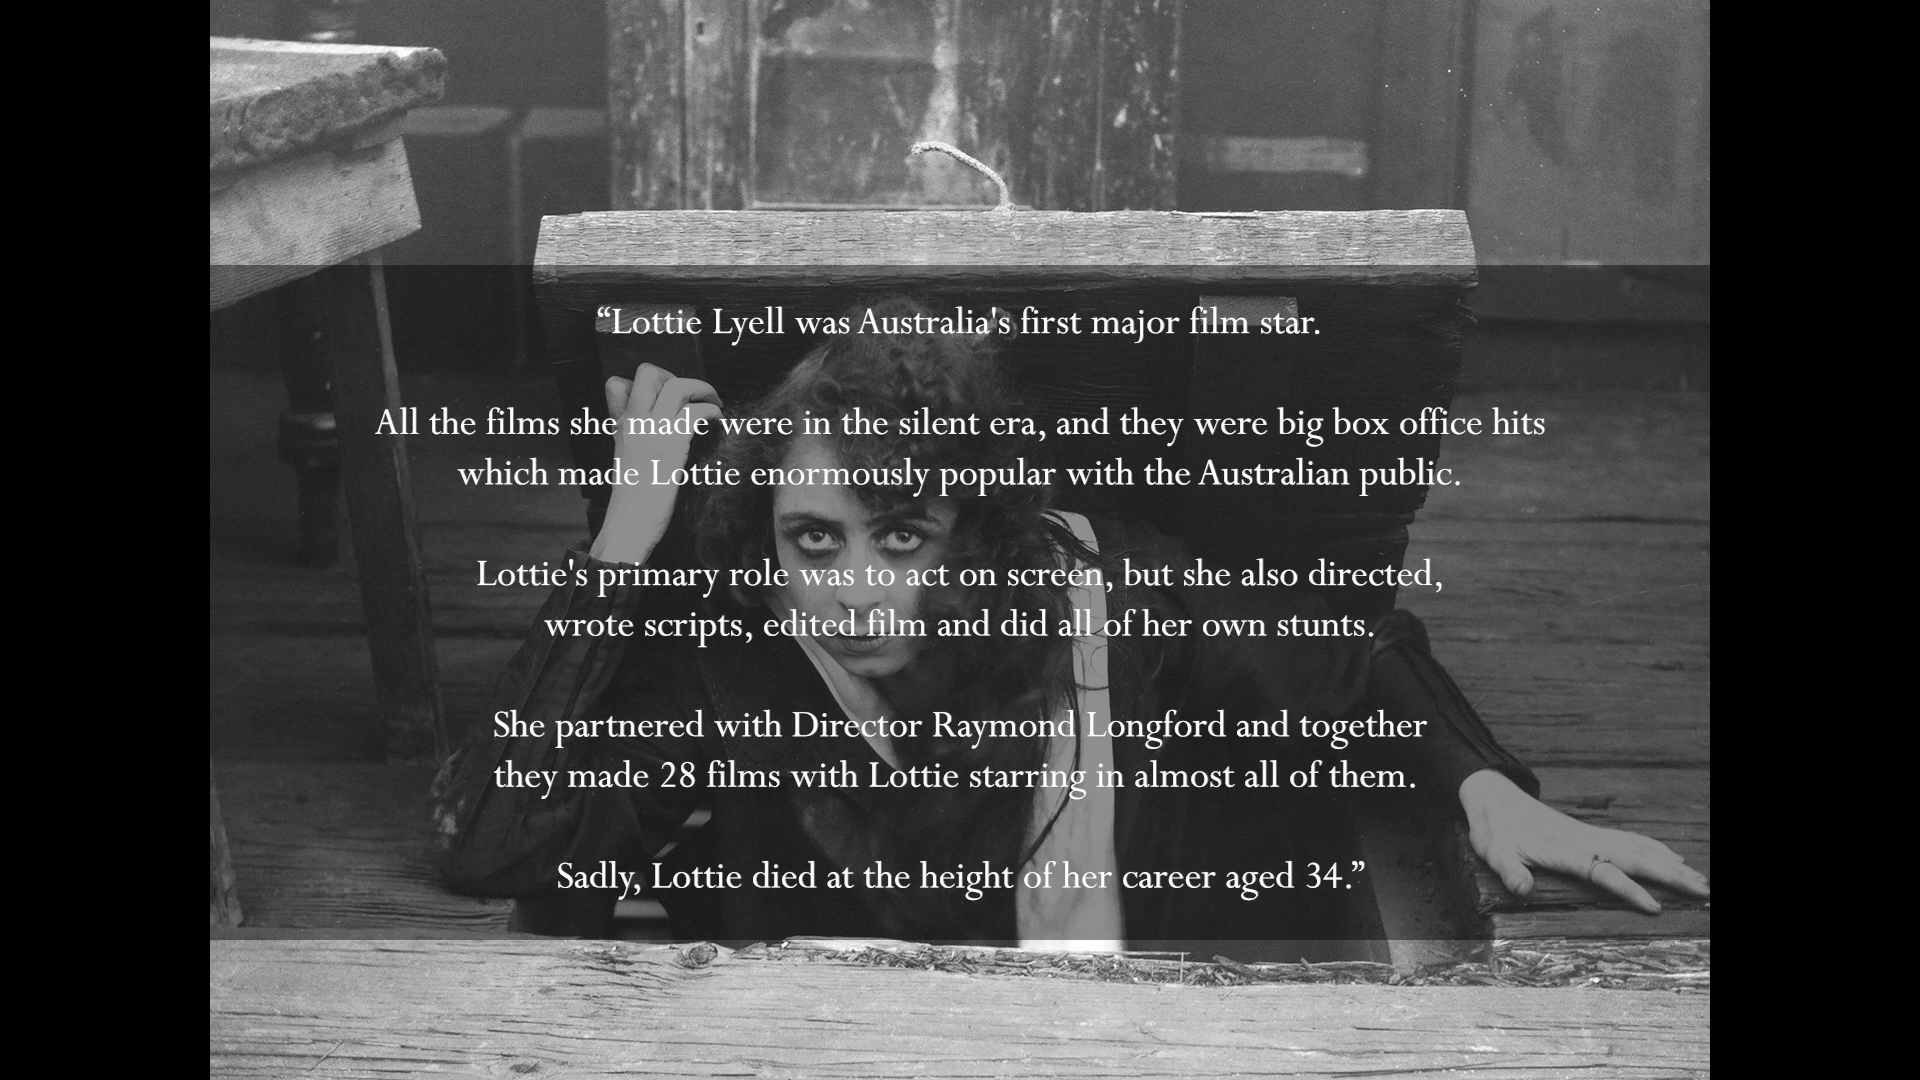 “Lottie Lyell was Australia's first major film star.
All the films she made were in the silent era, and they were big box office hits
which made Lottie enormously popular with the Australian public.
Lottie's primary role was to act on screen, but she also directed,
wrote scripts, edited film and did all of her own stunts.
She partnered with Director Raymond Longford and together
they made 28 films with Lottie starring in almost all of them.
Sadly, Lottie died at the height of her career aged 34.”